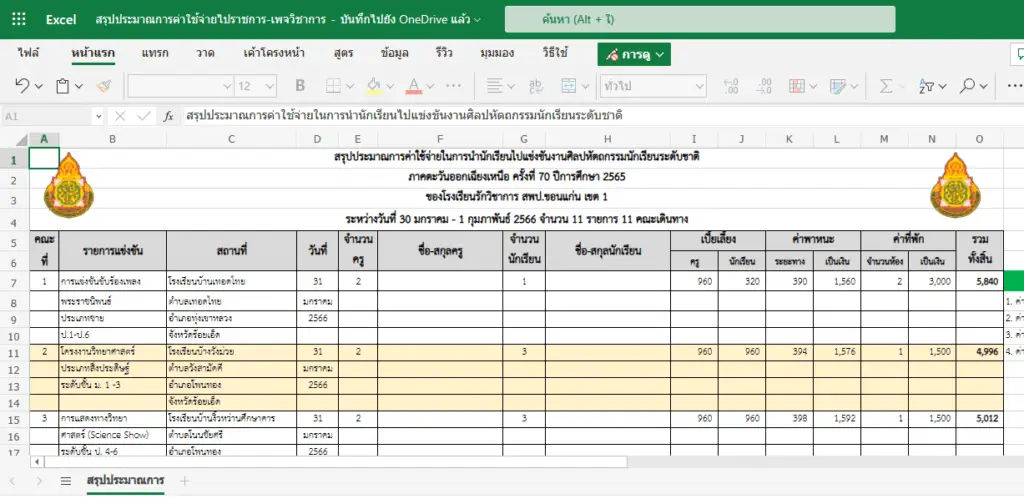 Excel สรุปประมาณการค่าใช้จ่ายไปราชการ-เพจวิชาการ - บันทึกไปยัง OneDrive แล้ว ค้นหา (Alt + ใ)
ไฟล์ หน้าแรก แทรก วาด เค้าโครงหน้า สูตร ข้อมูล รีวิว มุมมอง วิธีใช้ การดู
12 B A ab ทั่วไป
A1 fx สรุปประมาณการค่าใช้จ่ายในการนำนักเรียนไปแข่งขันงานศิลปหัตถกรรมนักเรียนระดับชาติ
A B C D E F G H I J K L M N O
1 สรุปประมาณการค่าใช้จ่ายในการนำนักเรียนไปแข่งขันงานศิลปหัตถกรรมนักเรียนระดับชาติ
2 ภาคตะวันออกเฉียงเหนือ ครั้งที่ 70 ปีการศึกษา 2565
3 ของโรงเรียนรักวิชาการ สพป.ขอนแก่น เขต 1
4 ระหว่างวันที่ 30 มกราคม - 1 กุมภาพันธ์ 2566 จำนวน 11 รายการ 11 คณะเดินทาง
5 คณะที่ รายการแข่งขัน สถานที่ วันที่ จำนวนครู ชื่อ-สกุลครู จำนวนนักเรียน ชื่อ-สกุลนักเรียน เบี้ยเลี้ยง ค่าพาหนะ ค่าที่พัก รวมทั้งสิ้น
6 ครู นักเรียน ระยะทาง เป็นเงิน จำนวนห้อง เป็นเงิน
7 1 การแข่งขันขับร้องเพลง โรงเรียนบ้านเทอดไทย 31 2 1 960 320 390 1,560 2 3,000 5,840
8 พระราชนิพนธ์ ตำบลเทอดไทย มกราคม 1. ค่า
9 ประเภทชาย อำเภอทุ่งเขาหลวง 2566 2. ค่า
10 ป.1-ป.6 จังหวัดร้อยเอ็ด 3. ค่า
11 2 โครงงานวิทยาศาสตร์ โรงเรียนบ้างวังม่วย 31 2 3 960 960 394 1,576 1 1,500 4,996 4. ค่า
12 ประเภทสิ่งประดิษฐ์ ตำบลวังสามัคคี มกราคม
13 ระดับชั้น ม. 1 -3 อำเภอโพนทอง 2566
14 จังหวัดร้อยเอ็ด
15 3 การแสดงทางวิทยา โรงเรียนบ้านงิ้วหว่านศึกษาคาร 31 2 3 960 960 398 1,592 1 1,500 5,012
16 ศาสตร์ (Science Show) ตำบลโนนชัยศรี มกราคม
17 ระดับชั้น ป. 4-6 อำเภอโพนทอง 2566
สรุปประมาณการ